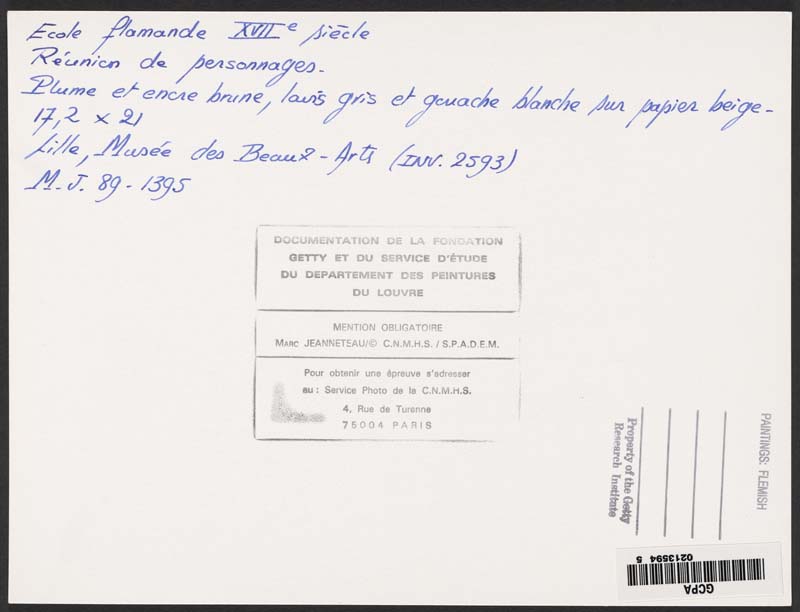 Ecole flamande XVIIe siècle
Réunion de personnages.
Plume et encre brune, lavis gris et gouache blanche sur papier beige-
17,2 x 21
Lille, Musée des Beaux-Arts (INV. 2593)
M.J. 89-1395
DOCUMENTATION DE LA FONDATION
GETTY ET DU SERVICE D'ÉTUDE
DU DEPARTEMENT DES PEINTURES
DU LOUVRE
MENTION OBLIGATOIRE
MARC JEANNETEAU/© C.N.M.H.S. / S.P.A.D.E.M.
Pour obtenir une épreuve s'adresser
au : Service Photo de la C.N.M.H.S.
4, Rue de Turenne
75004 PARIS
PAINTINGS: FLEMISH
Property of the Getty
Research Institute
GCPA
0213594 5